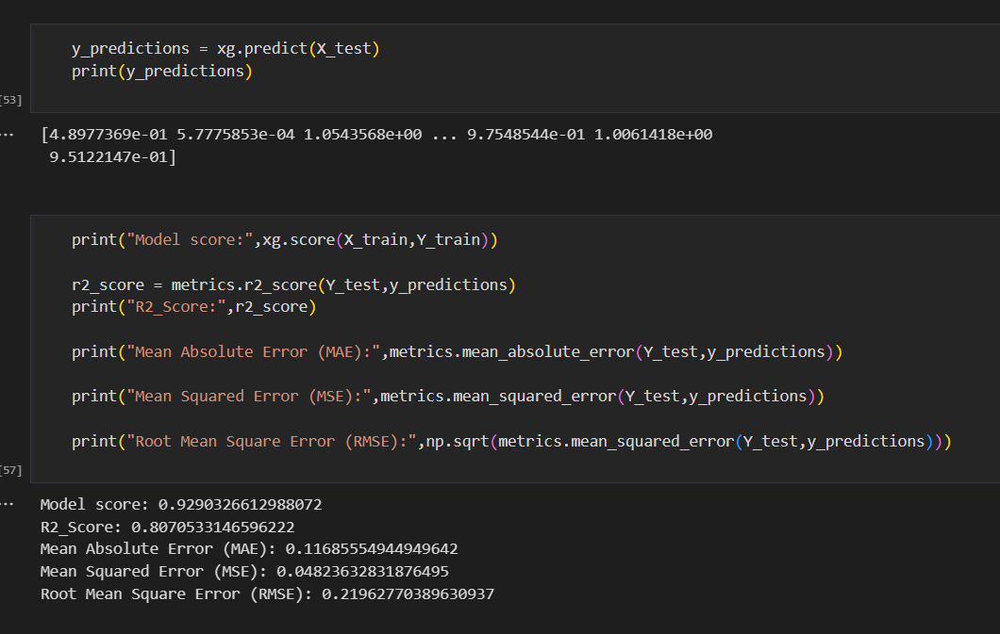 y_predictions = xg.predict(X_test)
print(y_predictions)
[53]
... [4.8977369e-01 5.7775853e-04 1.0543568e+00 ... 9.7548544e-01 1.0061418e+00
9.5122147e-01]
print("Model score:",xg.score(X_train,Y_train))
r2_score = metrics.r2_score(Y_test,y_predictions)
print("R2_Score:",r2_score)
print("Mean Absolute Error (MAE):",metrics.mean_absolute_error(Y_test,y_predictions))
print("Mean Squared Error (MSE):",metrics.mean_squared_error(Y_test,y_predictions))
print("Root Mean Square Error (RMSE):",np.sqrt(metrics.mean_squared_error(Y_test,y_predictions)))
[57]
... Model score: 0.9290326612988072
R2_Score: 0.8070533146596222
Mean Absolute Error (MAE): 0.11685554944949642
Mean Squared Error (MSE): 0.04823632831876495
Root Mean Square Error (RMSE): 0.21962770389630937